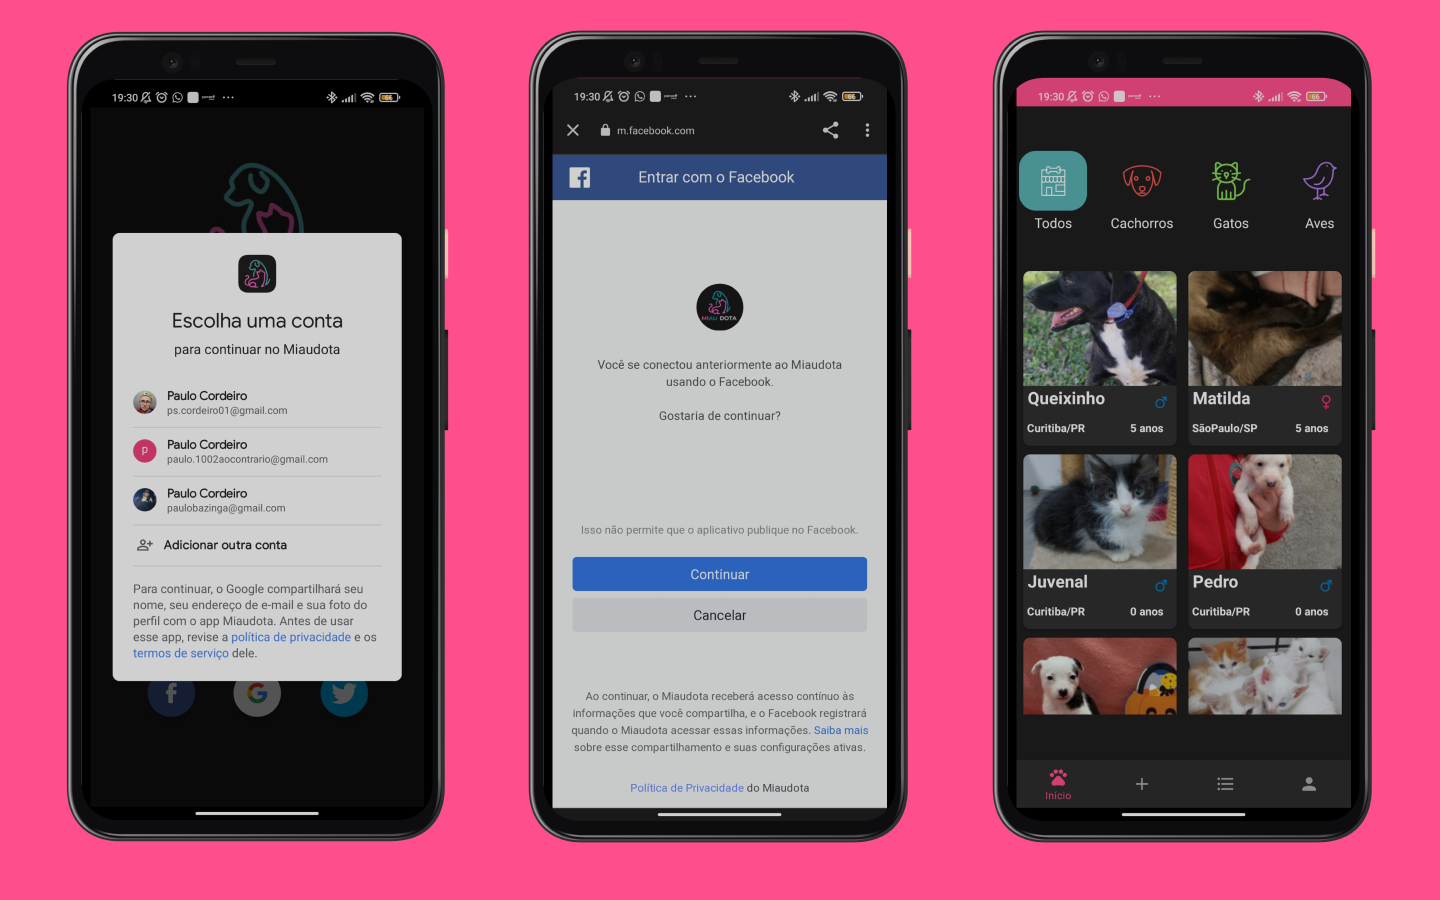 19:30
66
Escolha uma conta
para continuar no Miaudota
Paulo Cordeiro
ps.cordeiro01@gmail.com
P
Paulo Cordeiro
paulo.1002aocontrario@gmail.com
Paulo Cordeiro
paulobazinga@gmail.com
Adicionar outra conta
Para continuar, o Google compartilhará seu
nome, seu endereço de e-mail e sua foto do
perfil com o app Miaudota. Antes de usar
esse app, revise a política de privacidade e os
termos de serviço dele.
19:30
66
m.facebook.com
Entrar com o Facebook
MIAU DOTA
Você se conectou anteriormente ao Miaudota
usando o Facebook.
Gostaria de continuar?
Isso não permite que o aplicativo publique no Facebook.
Continuar
Cancelar
Ao continuar, o Miaudota receberá acesso contínuo às
informações que você compartilha, e o Facebook registrará
quando o Miaudota acessar essas informações. Saiba mais
sobre esse compartilhamento e suas configurações ativas.
Política de Privacidade do Miaudota
19:30
66
Todos
Cachorros
Gatos
Aves
Queixinho
Curitiba/PR 5 anos
Matilda
SãoPaulo/SP 5 anos
Juvenal
Curitiba/PR 0 anos
Pedro
Curitiba/PR 0 anos
Início